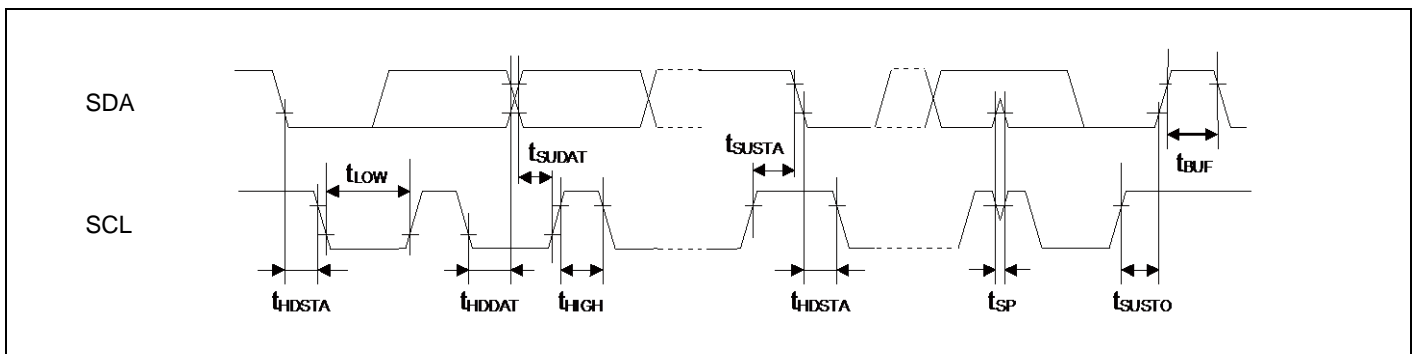 SDA
tSUDAT
tSUSTA
tBUF
tLOW
SCL
tHDSTA
tHDDAT
tHIGH
tHDSTA
tSP
tSUSTO